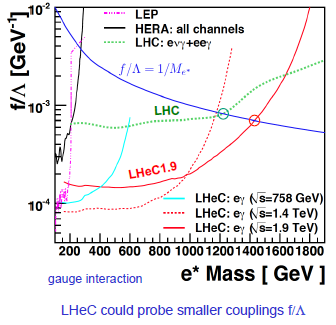 LEP
HERA: all channels
LHC: eνγ+eeγ
f/Λ [GeV⁻¹]
10⁻²
10⁻³
10⁻⁴
f/Λ = 1/Mₑ*
LHC
LHeC1.9
LHeC: eγ (√s=758 GeV)
LHeC: eγ (√s=1.4 TeV)
LHeC: eγ (√s=1.9 TeV)
200 400 600 800 1000 1200 1400 1600 1800
e* Mass [ GeV ]
gauge interaction
LHeC could probe smaller couplings f/Λ